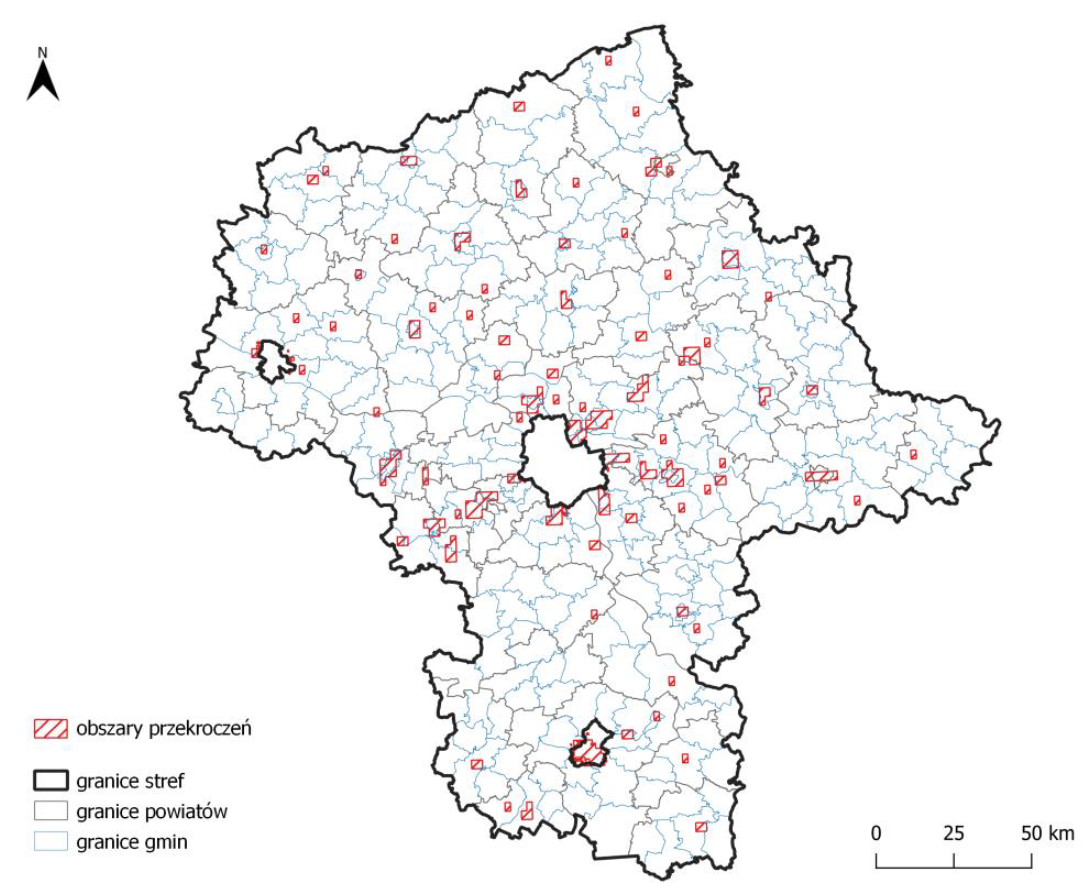 N
obszary przekroczeń
granice stref
granice powiatów
granice gmin
0 25 50 km